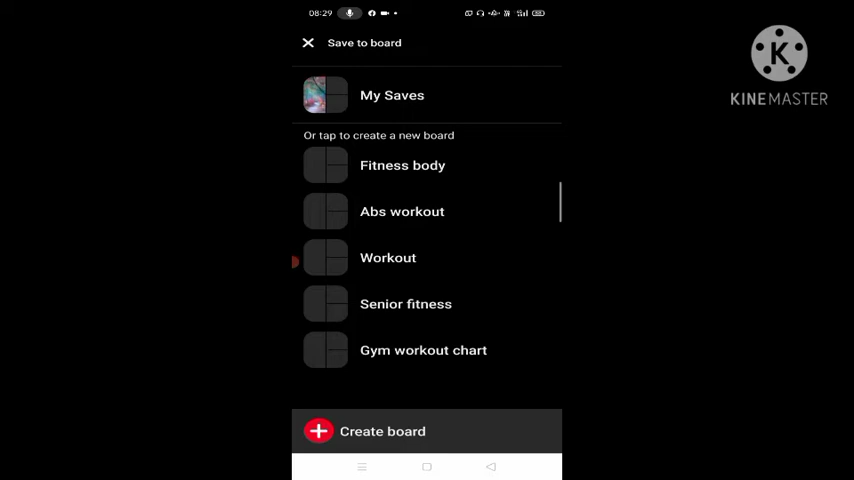 08:29
Save to board
KINEMASTER
My Saves
Or tap to create a new board
Fitness body
Abs workout
Workout
Senior fitness
Gym workout chart
Create board